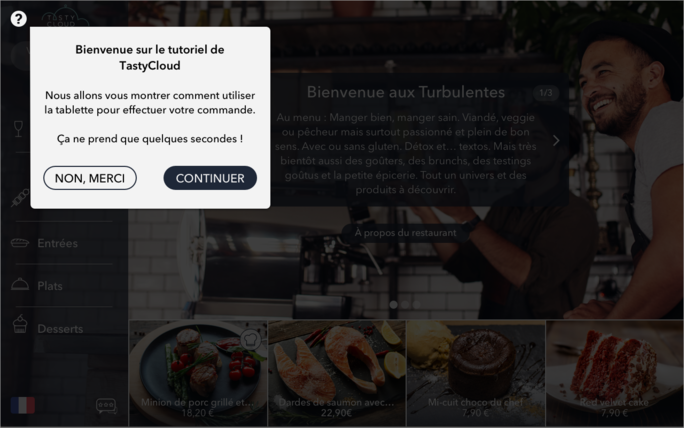 ?
TASTY
CLOUD
Bienvenue sur le tutoriel de
TastyCloud
Nous allons vous montrer comment utiliser
la tablette pour effectuer votre commande.
Ça ne prend que quelques secondes !
NON, MERCI
CONTINUER
Bienvenue aux Turbulentes
1/3
Au menu : Manger bien, manger sain. Viandé, veggie
ou pêcheur mais surtout passionné et plein de bon
sens. Avec ou sans gluten. Détox et... textos. Mais très
bientôt aussi des goûters, des brunchs, des testings
goûtus et la petite épicerie. Tout un univers et des
produits à découvrir.
À propos du restaurant
Entrées
Plats
Desserts
Minion de porc grillé et...
18,20 €
Dardes de saumon avec...
22,90€
Mi-cuit choco du chef
7,90 €
Red velvet cake
7,90 €